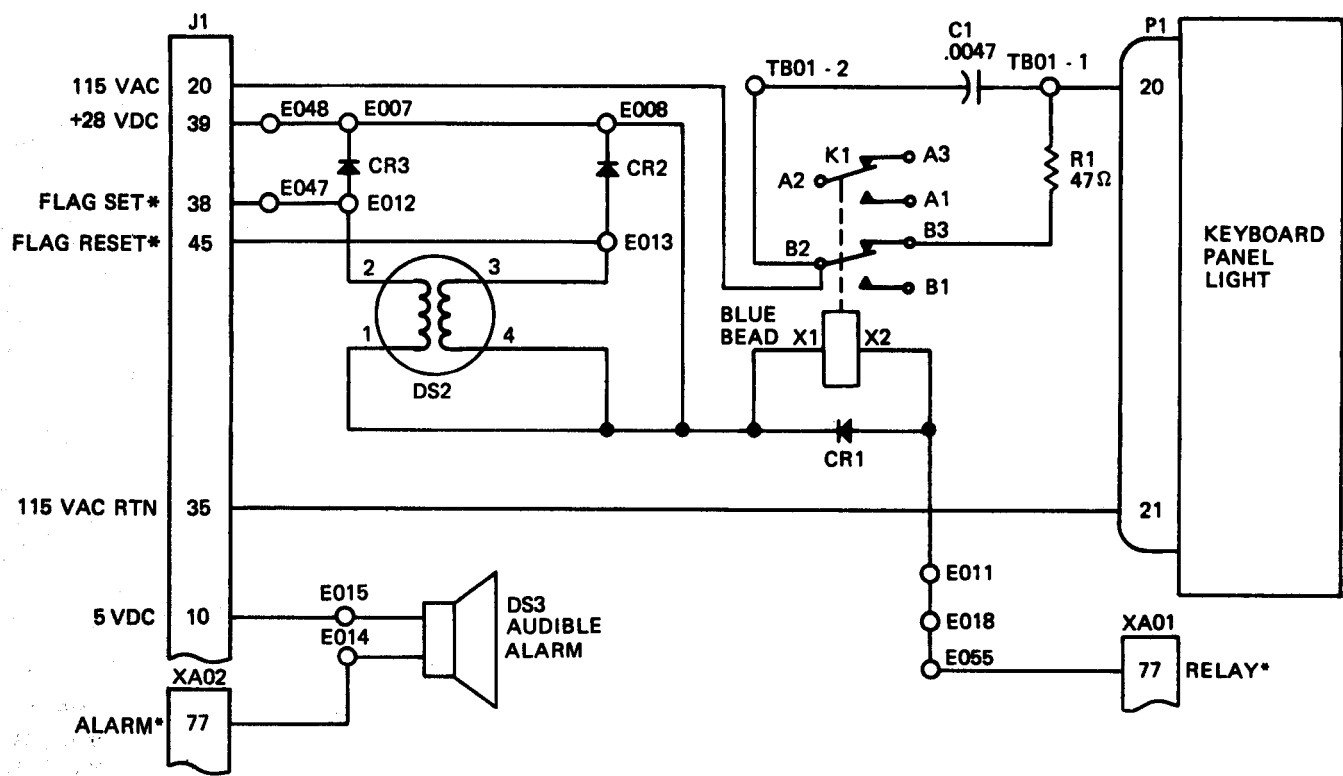 J1
P1
C1
.0047
TB01 - 2
TB01 - 1
115 VAC
20
20
+28 VDC
39
E048
E007
E008
K1
A3
R1
47Ω
CR3
CR2
A2
A1
FLAG SET*
38
E047
E012
FLAG RESET*
45
E013
B3
B2
B1
KEYBOARD
PANEL
LIGHT
2
3
BLUE
BEAD
X1
X2
1
4
DS2
CR1
115 VAC RTN
35
21
E011
5 VDC
10
E015
E014
DS3
AUDIBLE
ALARM
E018
XA01
E055
77
RELAY*
XA02
ALARM*
77